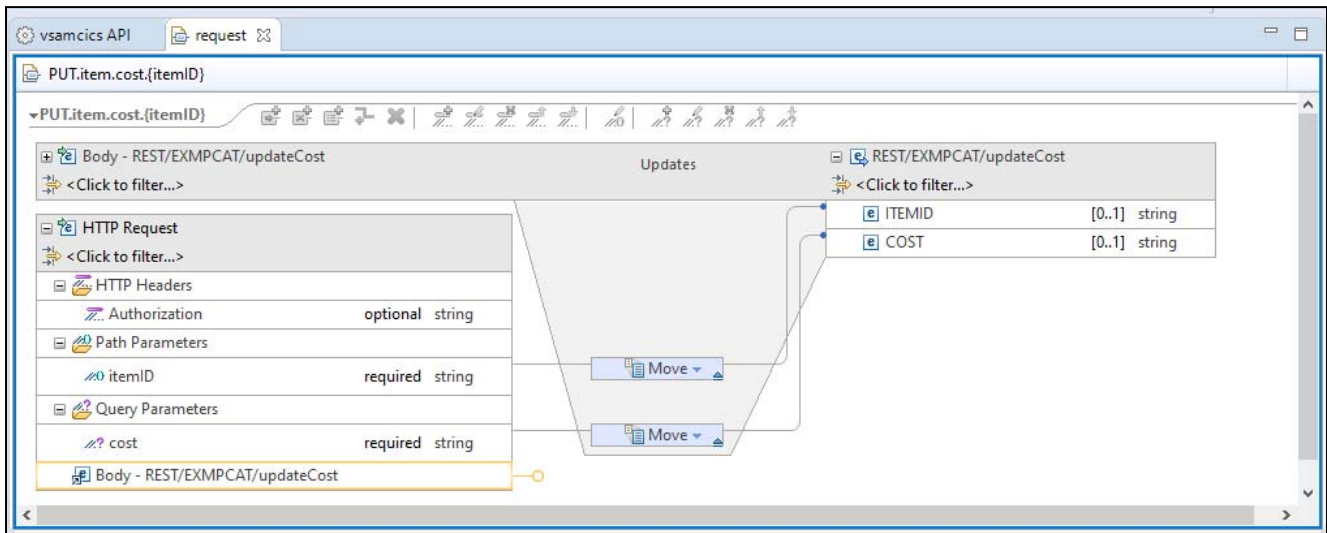 vsamcics API request
PUT.item.cost.{itemID}
PUT.item.cost.{itemID}
Body - REST/EXMPCAT/updateCost
<Click to filter...>
Updates
REST/EXMPCAT/updateCost
<Click to filter...>
ITEMID [0..1] string
COST [0..1] string
HTTP Request
<Click to filter...>
HTTP Headers
Authorization optional string
Path Parameters
itemID required string
Move
Query Parameters
cost required string
Move
Body - REST/EXMPCAT/updateCost